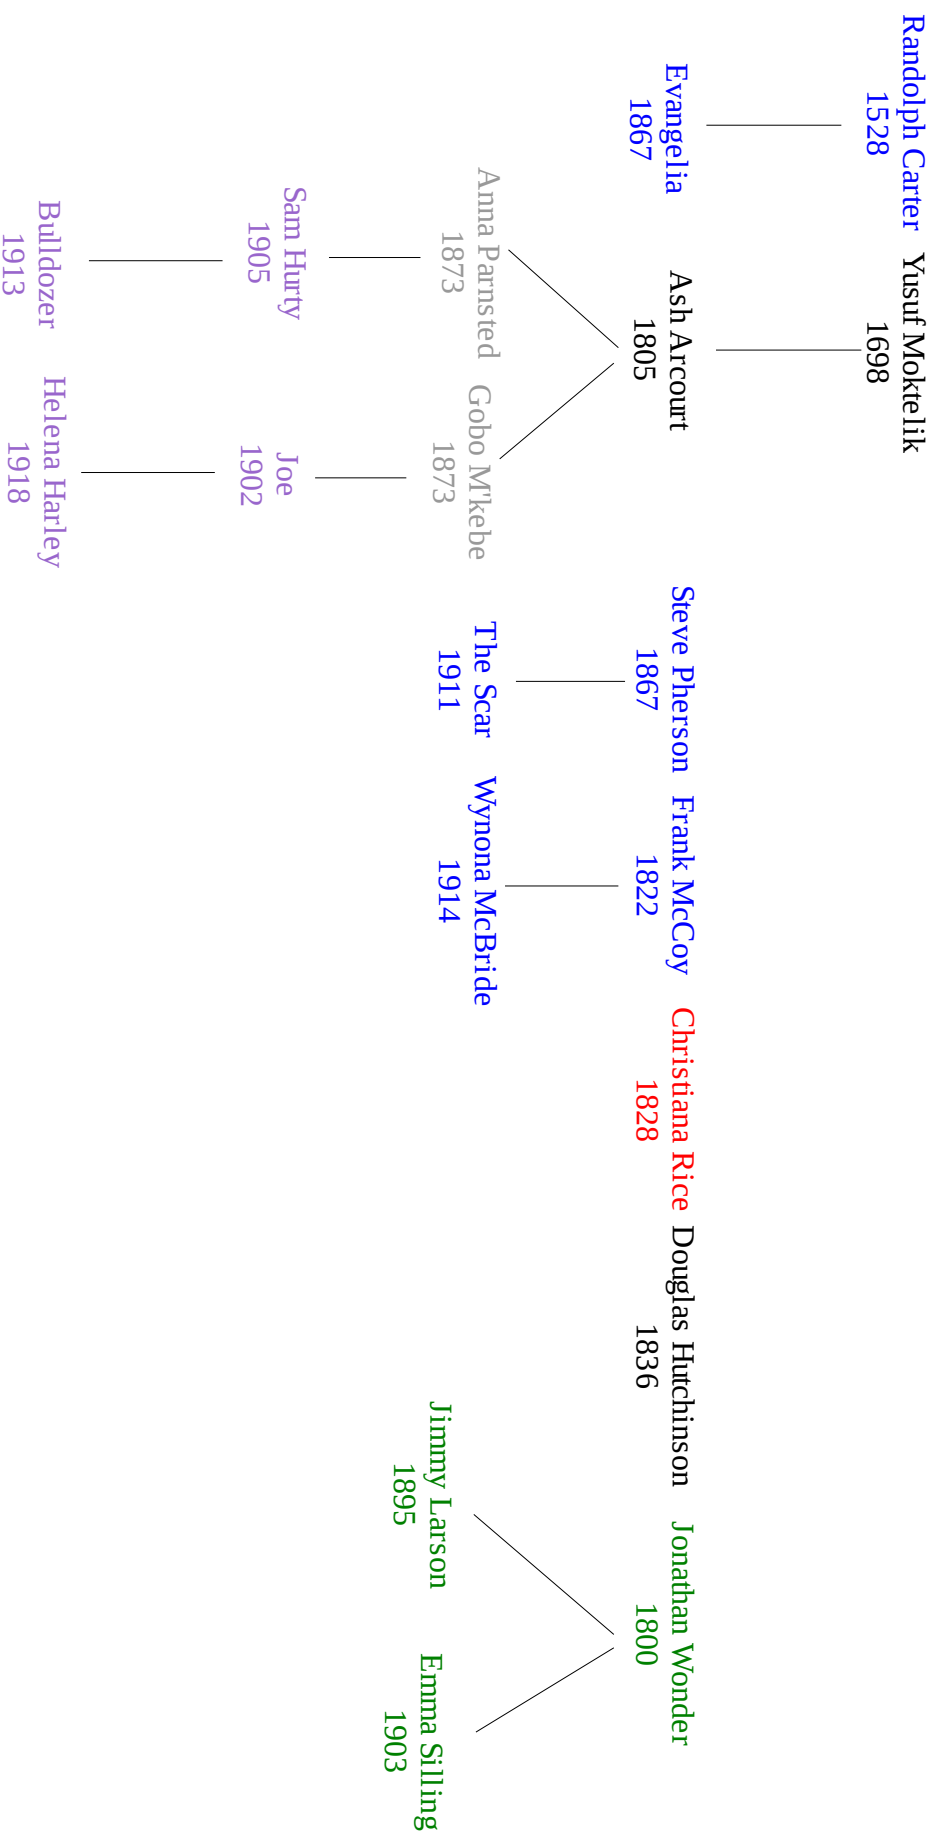 Randolph Carter
1528
Yusuf Moktelik
1698
Evangelia
1867
Ash Arcourt
1805
Steve Pherson
1867
Frank McCoy
1822
Christiana Rice
1828
Douglas Hutchinson
1836
Jonathan Wonder
1800
Anna Parnsted
1873
Gobo M'kebe
1873
The Scar
1911
Wynona McBride
1914
Jimmy Larson
1895
Emma Silling
1903
Sam Hurty
1905
Joe
1902
Bulldozer
1913
Helena Harley
1918